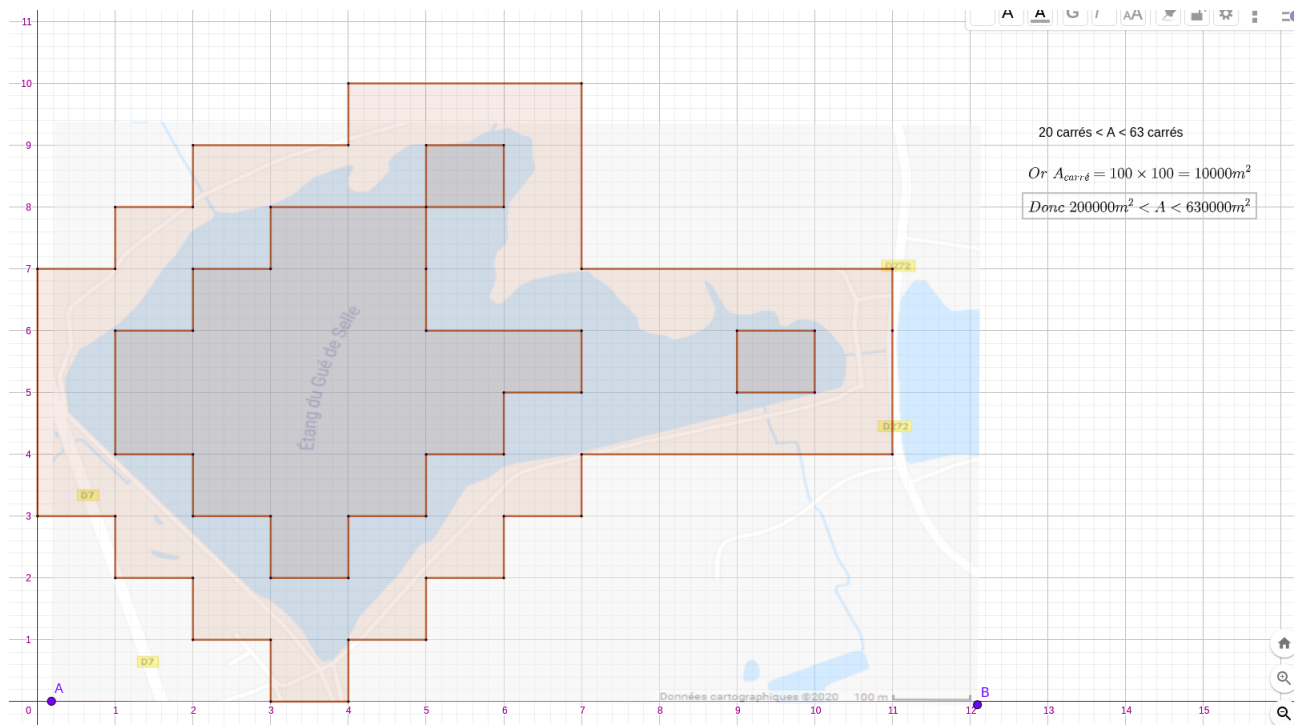 11
A A G I AA
10
20 carrés < A < 63 carrés
9
Or A_carré = 100 × 100 = 10000m²
8
Donc 200000m² < A < 630000m²
7
D272
6
Étang du Gué de Selle
5
D272
4
D7
3
2
1
D7
A
Données cartographiques ©2020 100 m
B
0 1 2 3 4 5 6 7 8 9 10 11 12 13 14 15